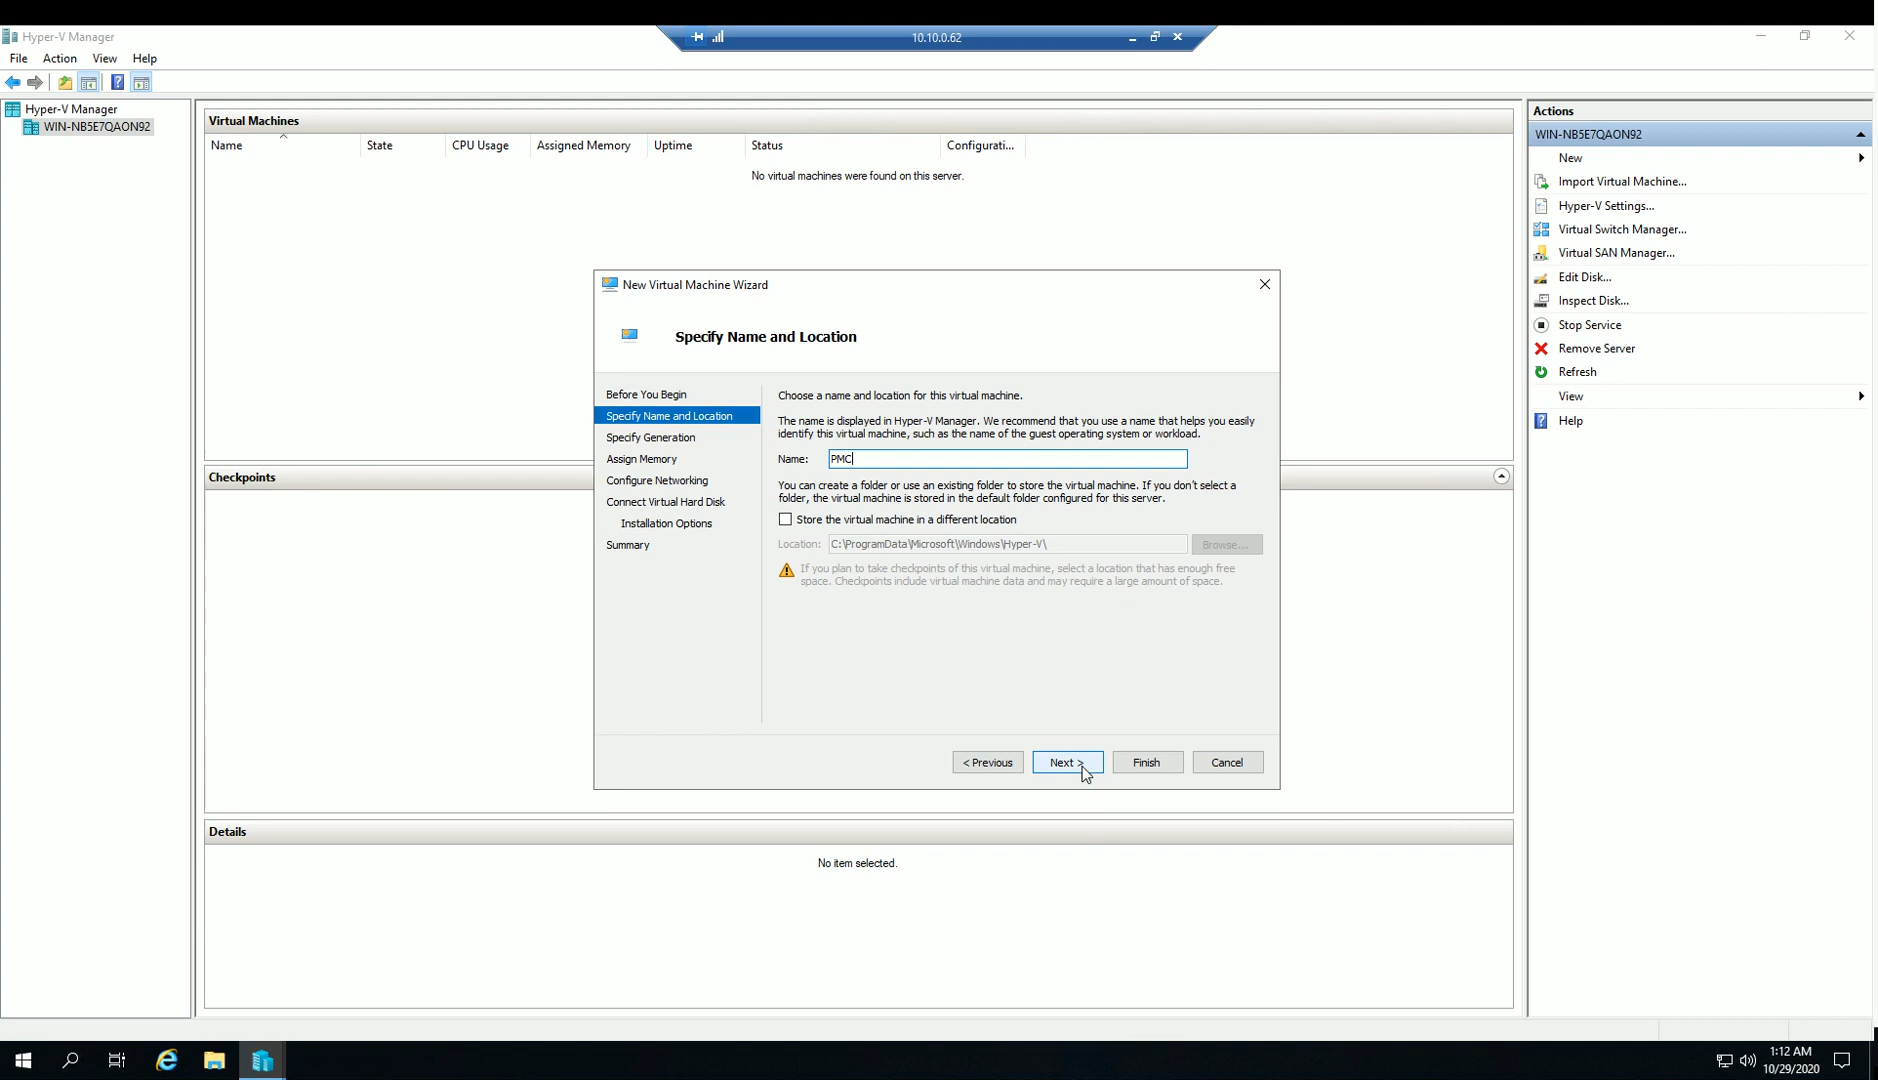 Hyper-V Manager
10.10.0.62
File Action View Help
Hyper-V Manager
WIN-NB5E7QAON92
Virtual Machines
Name State CPU Usage Assigned Memory Uptime Status Configurati...
No virtual machines were found on this server.
New Virtual Machine Wizard
Specify Name and Location
Before You Begin
Specify Name and Location
Specify Generation
Assign Memory
Configure Networking
Connect Virtual Hard Disk
Installation Options
Summary
Choose a name and location for this virtual machine.
The name is displayed in Hyper-V Manager. We recommend that you use a name that helps you easily
identify this virtual machine, such as the name of the guest operating system or workload.
Name: PMC
You can create a folder or use an existing folder to store the virtual machine. If you don't select a
folder, the virtual machine is stored in the default folder configured for this server.
Store the virtual machine in a different location
Location: C:\ProgramData\Microsoft\Windows\Hyper-V\ Browse...
If you plan to take checkpoints of this virtual machine, select a location that has enough free
space. Checkpoints include virtual machine data and may require a large amount of space.
< Previous Next > Finish Cancel
Checkpoints
Details
No item selected.
Actions
WIN-NB5E7QAON92
New
Import Virtual Machine...
Hyper-V Settings...
Virtual Switch Manager...
Virtual SAN Manager...
Edit Disk...
Inspect Disk...
Stop Service
Remove Server
Refresh
View
Help
1:12 AM
10/29/2020